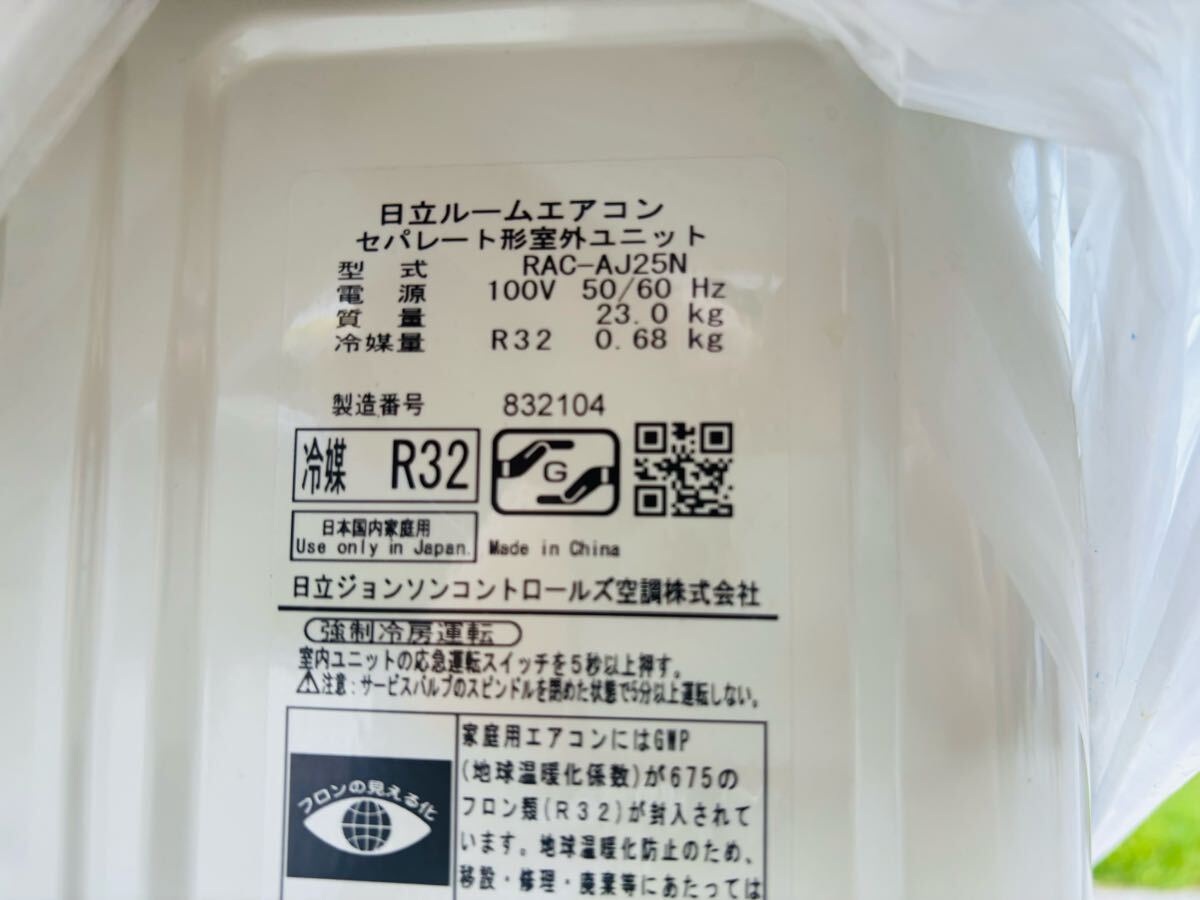 日立ルームエアコン
セパレート形室外ユニット
型 式 RAC-AJ25N
電 源 100V 50/60 Hz
質 量 23.0 kg
冷媒量 R32 0.68 kg
製造番号 832104
冷媒 R32
G
日本国内家庭用
Use only in Japan.
Made in China
日立ジョンソンコントロールズ空調株式会社
強制冷房運転
室内ユニットの応急運転スイッチを5秒以上押す。
⚠注意:サービスバルブのスピンドルを閉めた状態で5分以上運転しない。
フロンの見える化
家庭用エアコンにはGWP
(地球温暖化係数)が675の
フロン類(R32)が封入されて
います。地球温暖化防止のため、
移設・修理・廃棄等にあたっては